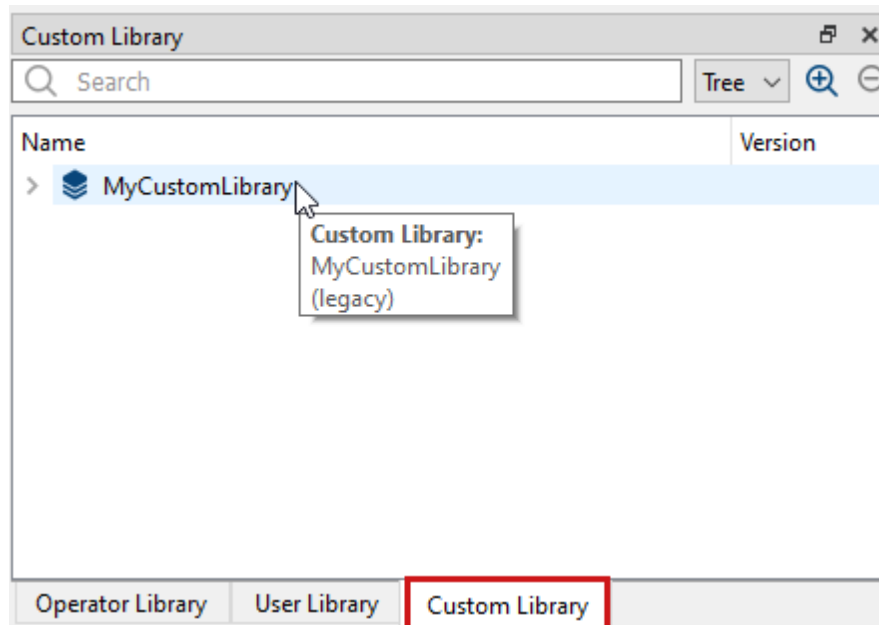 Custom Library
Search
Tree
Name Version
MyCustomLibrary
Custom Library:
MyCustomLibrary
(legacy)
Operator Library User Library Custom Library